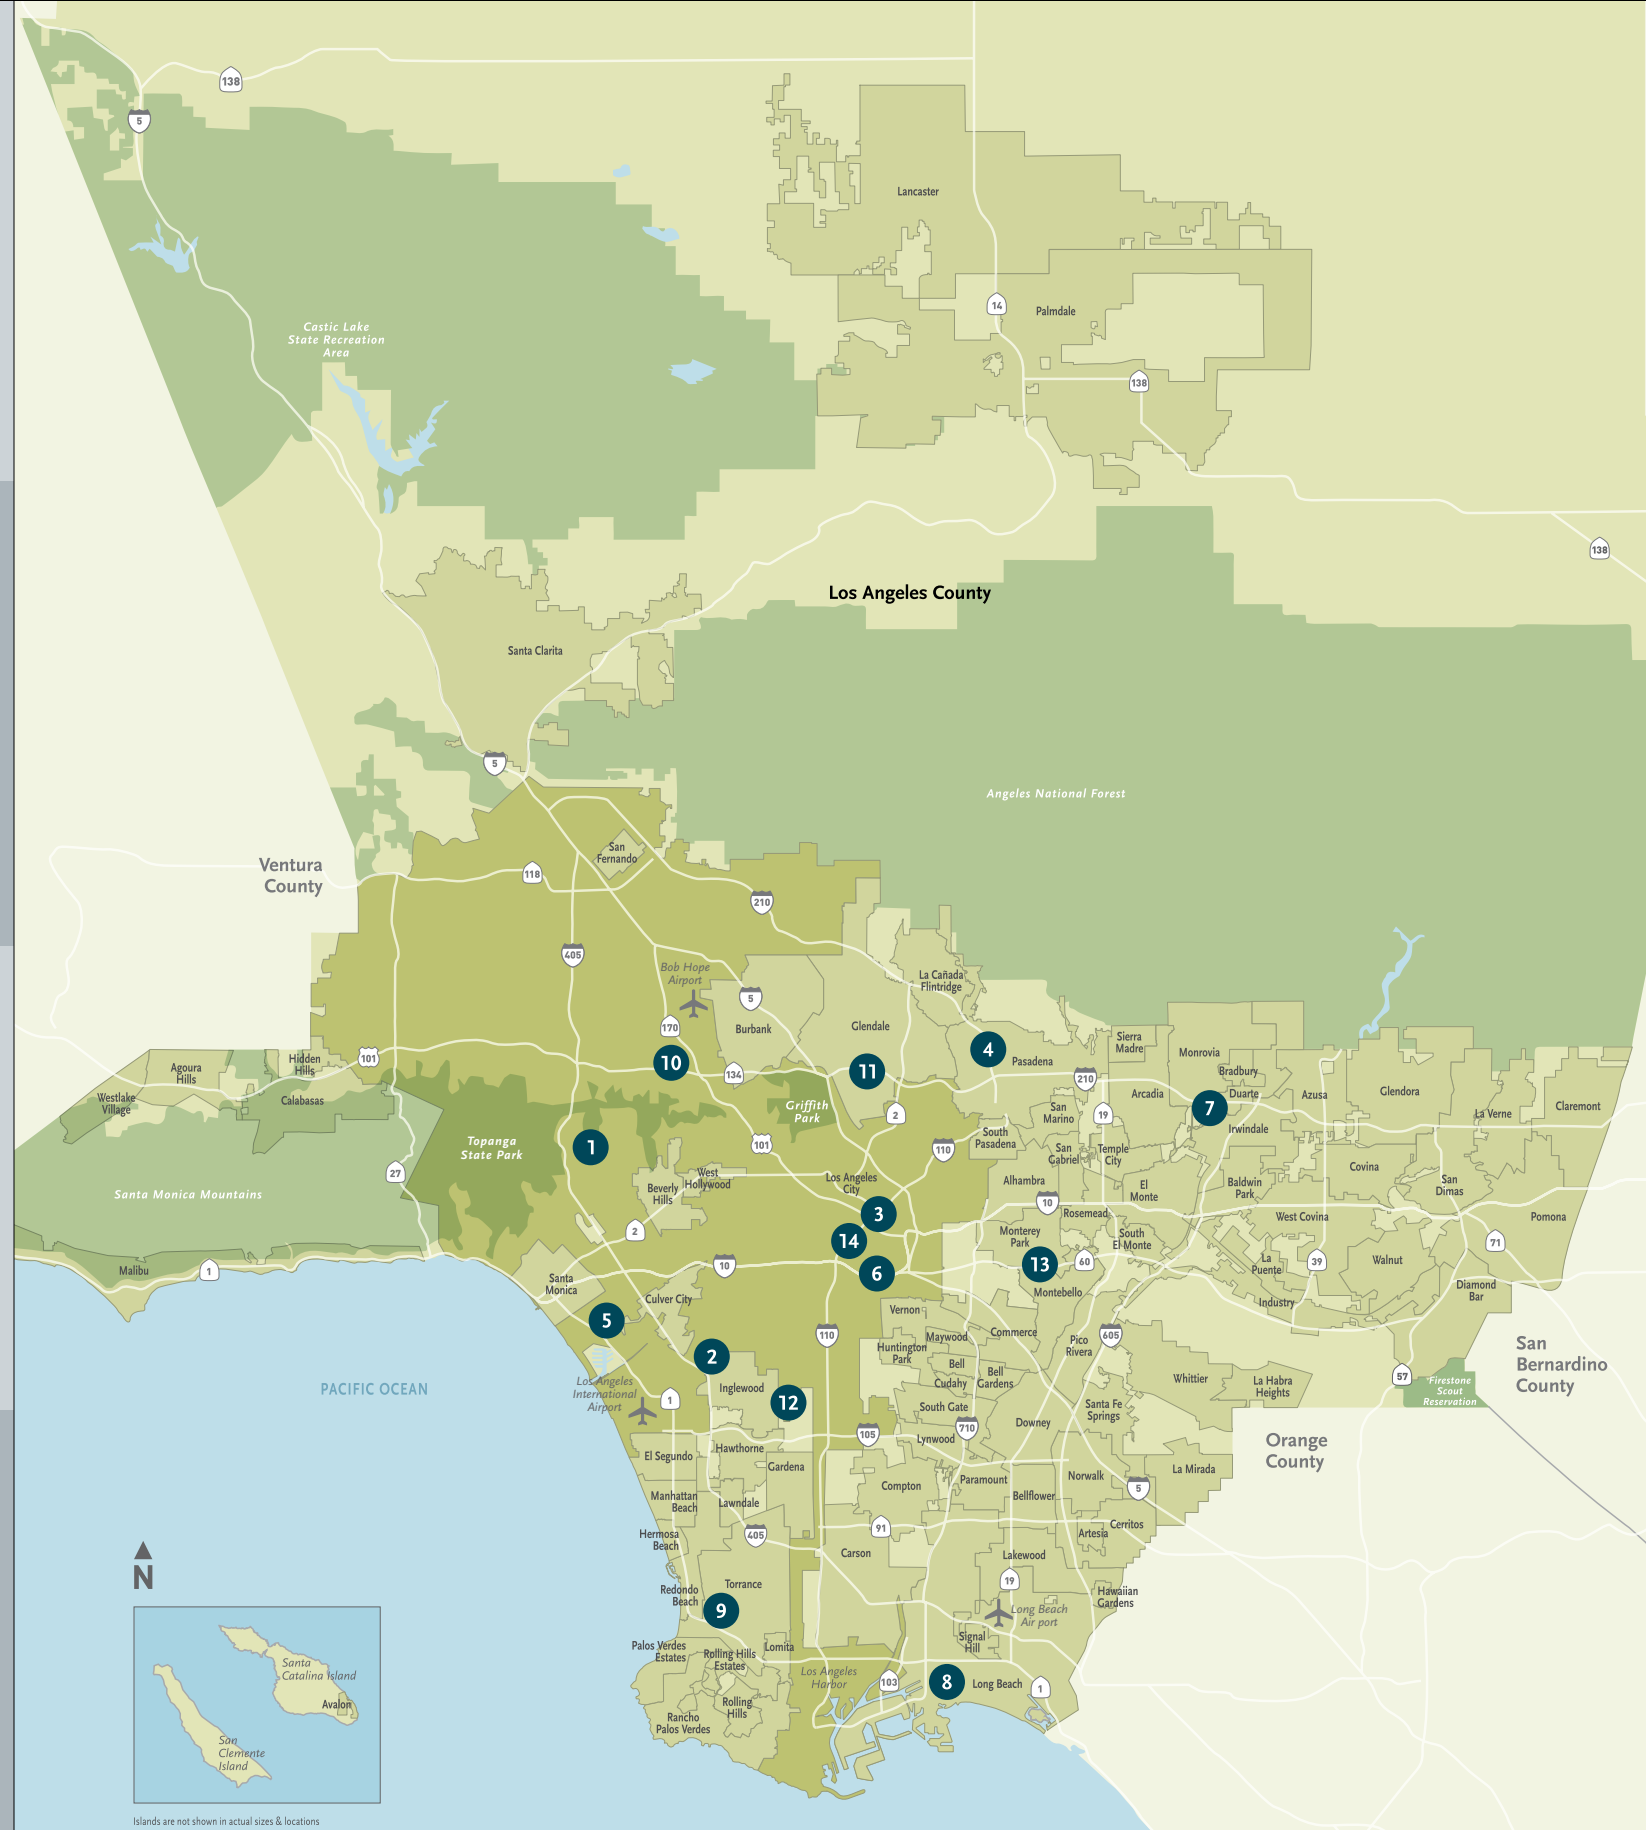 138
5
Lancaster
14
Palmdale
Castic Lake
State Recreation
Area
138
138
Los Angeles County
Santa Clarita
5
Angeles National Forest
San
Fernando
Ventura
County
118
210
405
Bob Hope
Airport
La Cañada
Flintridge
5
170
Burbank
Glendale
Sierra
Madre
4
Pasadena
Monrovia
Hidden
Hills
101
Agoura
Hills
10
134
11
210
Bradbury
Duarte
Arcadia
Azusa
Glendora
Westlake
Village
Calabasas
Griffith
Park
2
San
Marino
19
7
Irwindale
La Verne
Claremont
1
Topanga
State Park
101
110
South
Pasadena
San
Gabriel
Temple
City
Covina
27
West
Hollywood
Beverly
Hills
Los Angeles
City
Alhambra
El
Monte
Baldwin
Park
San
Dimas
Santa Monica Mountains
10
Rosemead
3
West Covina
Pomona
2
14
Monterey
Park
South
El Monte
71
Malibu
1
10
6
13
60
La
Puente
39
Walnut
Santa
Monica
Culver City
Montebello
Diamond
Bar
Industry
Vernon
5
110
Maywood
Commerce
Pico
Rivera
605
Huntington
Park
San
Bernardino
County
2
Bell
Cudahy
Bell
Gardens
57
PACIFIC OCEAN
Los Angeles
International
Airport
Inglewood
Whittier
La Habra
Heights
Firestone
Scout
Reservation
1
12
South Gate
Santa Fe
Springs
105
710
Downey
Lynwood
Orange
County
El Segundo
Hawthorne
Gardena
Compton
Paramount
Norwalk
La Mirada
5
Manhattan
Beach
Lawndale
Bellflower
Hermosa
Beach
405
91
Artesia
Cerritos
Carson
Lakewood
N
19
Redondo
Beach
Torrance
Hawaiian
Gardens
9
Long Beach
Air port
Palos Verdes
Estates
Rolling Hills
Estates
Lomita
Signal
Hill
Los Angeles
Harbor
103
8
Long Beach
1
Rolling
Hills
Rancho
Palos Verdes
Santa
Catalina Island
Avalon
San
Clemente
Island
Islands are not shown in actual sizes & locations